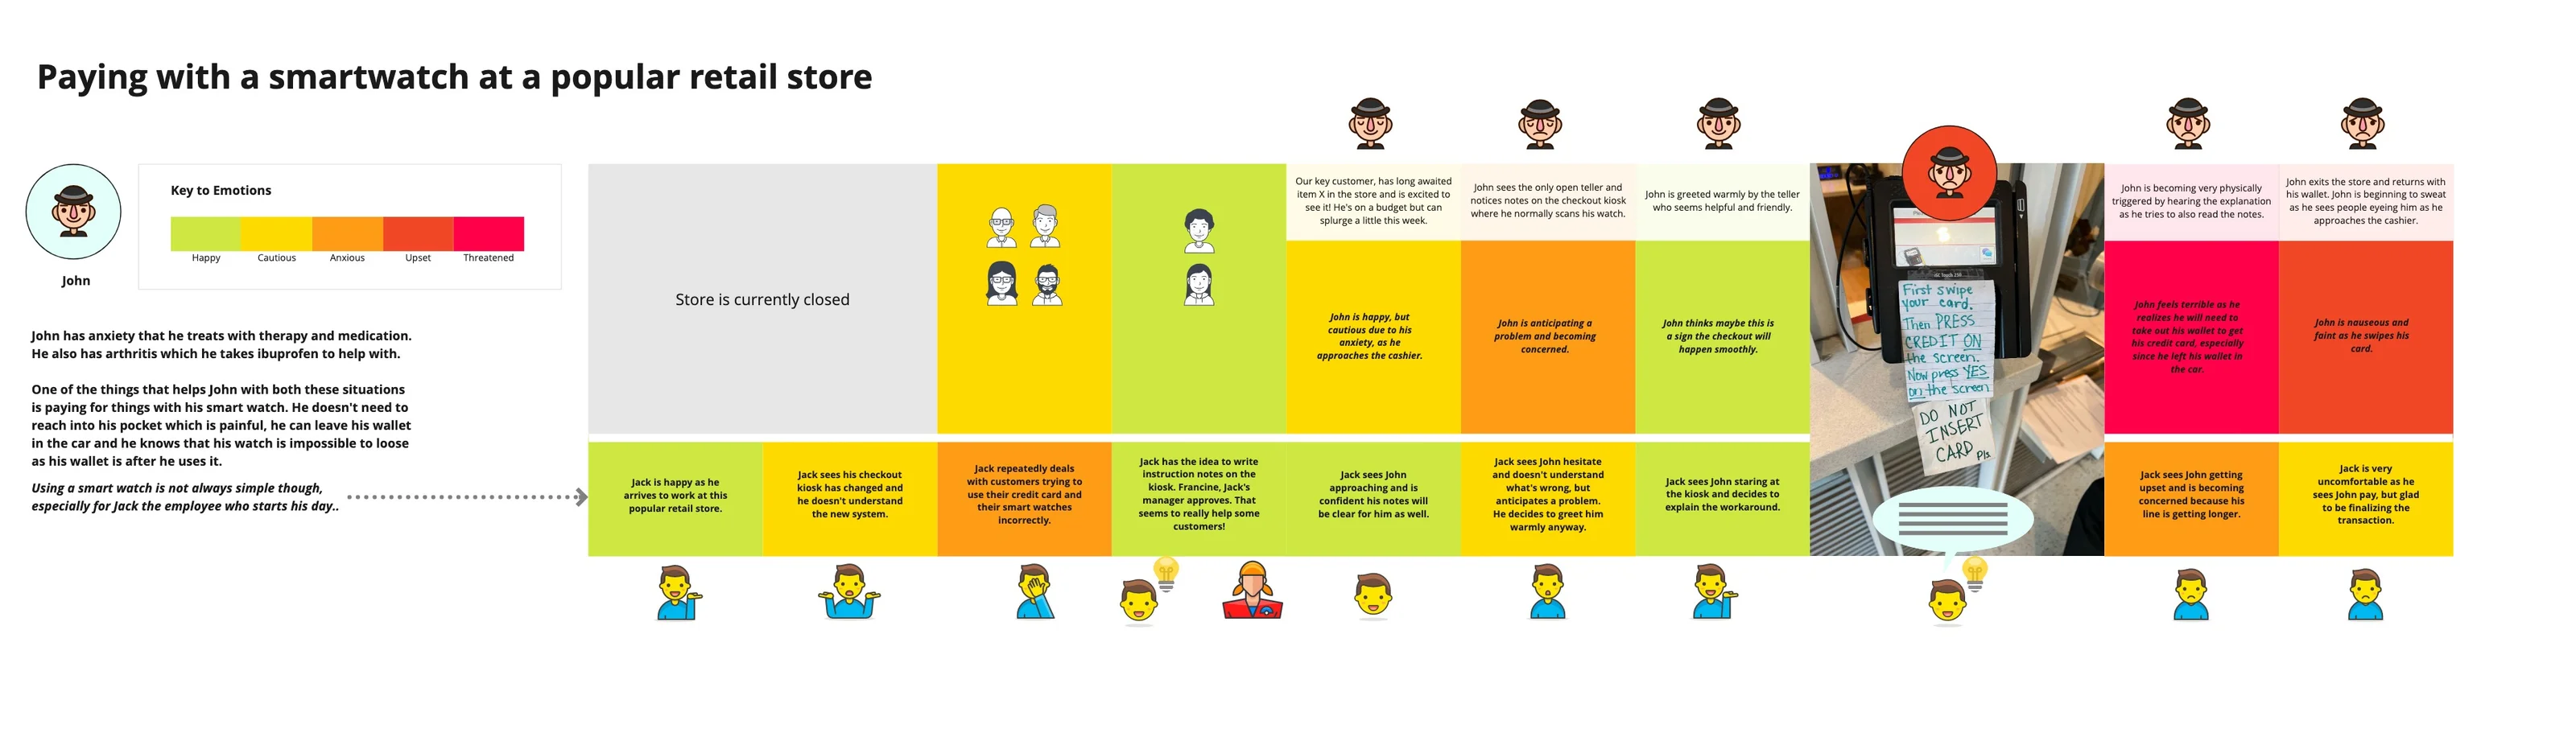 Paying with a smartwatch at a popular retail store
Key to Emotions
Happy
Cautious
Anxious
Upset
Threatened
John
John has anxiety that he treats with therapy and medication.
He also has arthritis which he takes ibuprofen to help with.
One of the things that helps John with both these situations
is paying for things with his smart watch. He doesn't need to
reach into his pocket which is painful, he can leave his wallet
in the car and he knows that his watch is impossible to loose
as his wallet is after he uses it.
Using a smart watch is not always simple though,
especially for Jack the employee who starts his day..
Store is currently closed
Our key customer, has long awaited
item X in the store and is excited to
see it! He's on a budget but can
splurge a little this week.
John sees the only open teller and
notices notes on the checkout kiosk
where he normally scans his watch.
John is greeted warmly by the teller
who seems helpful and friendly.
John is becoming very physically
triggered by hearing the explanation
as he tries to also read the notes.
John exits the store and returns with
his wallet. John is beginning to sweat
as he sees people eyeing him as he
approaches the cashier.
John is happy, but
cautious due to his
anxiety, as he
approaches the cashier.
John is anticipating a
problem and becoming
concerned.
John thinks maybe this is
a sign the checkout will
happen smoothly.
First swipe
your card.
Then PRESS
CREDIT ON
the screen.
Now press YES
on the screen
DO NOT
INSERT
CARD Pls
John feels terrible as he
realizes he will need to
take out his wallet to get
his credit card, especially
since he left his wallet in
the car.
John is nauseous and
faint as he swipes his
card.
Jack is happy as he
arrives to work at this
popular retail store.
Jack sees his checkout
kiosk has changed and
he doesn't understand
the new system.
Jack repeatedly deals
with customers trying to
use their credit card and
their smart watches
incorrectly.
Jack has the idea to write
instruction notes on the
kiosk. Francine, Jack's
manager approves. That
seems to really help some
customers!
Jack sees John
approaching and is
confident his notes will
be clear for him as well.
Jack sees John hesitate
and doesn't understand
what's wrong, but
anticipates a problem.
He decides to greet him
warmly anyway.
Jack sees John staring at
the kiosk and decides to
explain the workaround.
Jack sees John getting
upset and is becoming
concerned because his
line is getting longer.
Jack is very
uncomfortable as he
sees John pay, but glad
to be finalizing the
transaction.